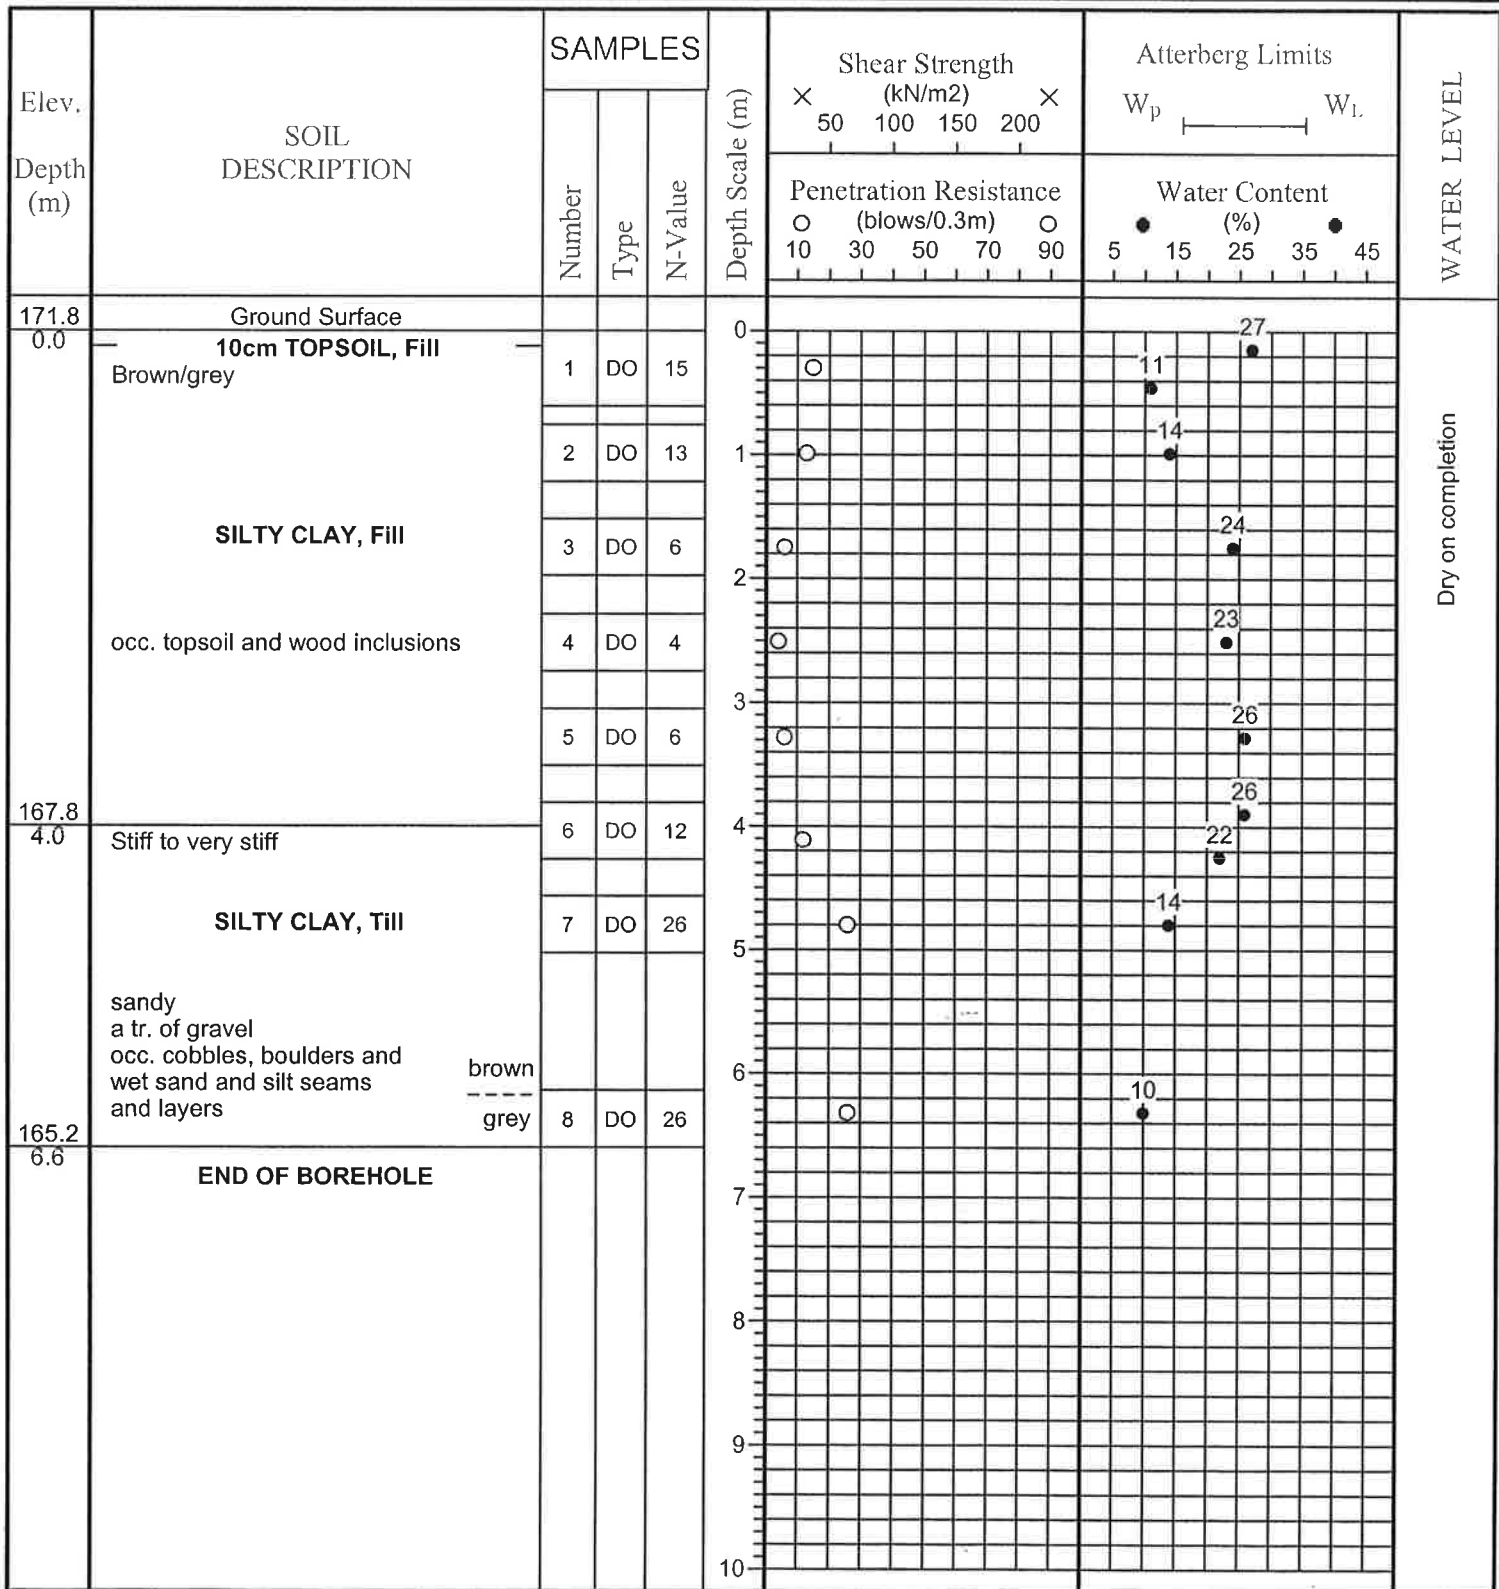 Elev.
Depth
(m)
SOIL
DESCRIPTION
SAMPLES
Number
Type
N-Value
Depth Scale (m)
Shear Strength
× (kN/m2) ×
50 100 150 200
Penetration Resistance
○ (blows/0.3m) ○
10 30 50 70 90
Atterberg Limits
Wp WL
Water Content
● (%) ●
5 15 25 35 45
WATER LEVEL
171.8
0.0
Ground Surface
10cm TOPSOIL, Fill
Brown/grey
SILTY CLAY, Fill
occ. topsoil and wood inclusions
167.8
4.0
Stiff to very stiff
SILTY CLAY, Till
sandy
a tr. of gravel
occ. cobbles, boulders and
wet sand and silt seams
and layers
brown
grey
165.2
6.6
END OF BOREHOLE
1 DO 15
2 DO 13
3 DO 6
4 DO 4
5 DO 6
6 DO 12
7 DO 26
8 DO 26
0
1
2
3
4
5
6
7
8
9
10
27
11
14
24
23
26
26
22
14
10
Dry on completion